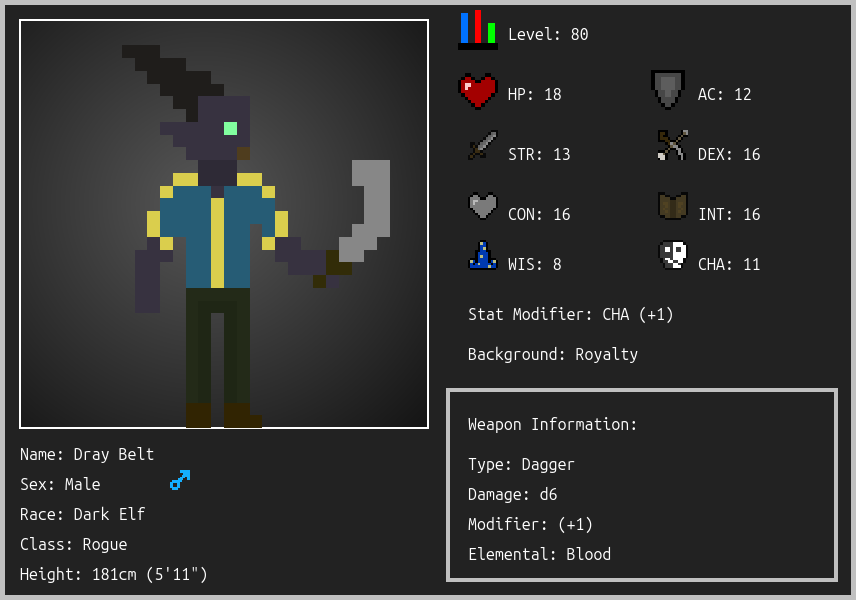 Level: 80
HP: 18
AC: 12
STR: 13
DEX: 16
CON: 16
INT: 16
WIS: 8
CHA: 11
Stat Modifier: CHA (+1)
Background: Royalty
Weapon Information:
Type: Dagger
Damage: d6
Modifier: (+1)
Elemental: Blood
Name: Dray Belt
Sex: Male
Race: Dark Elf
Class: Rogue
Height: 181cm (5'11")